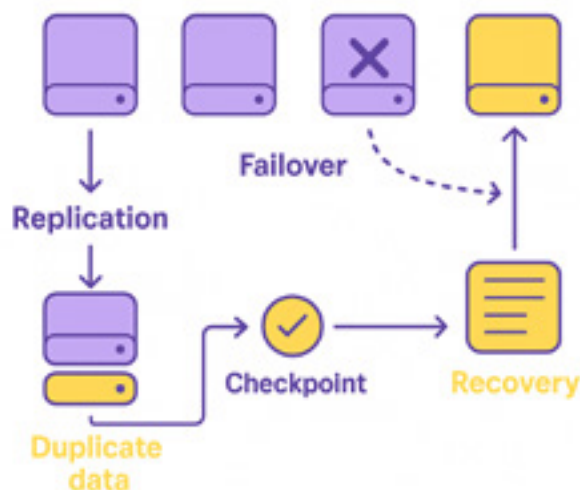 Failover
Replication
Checkpoint
Recovery
Duplicate
data